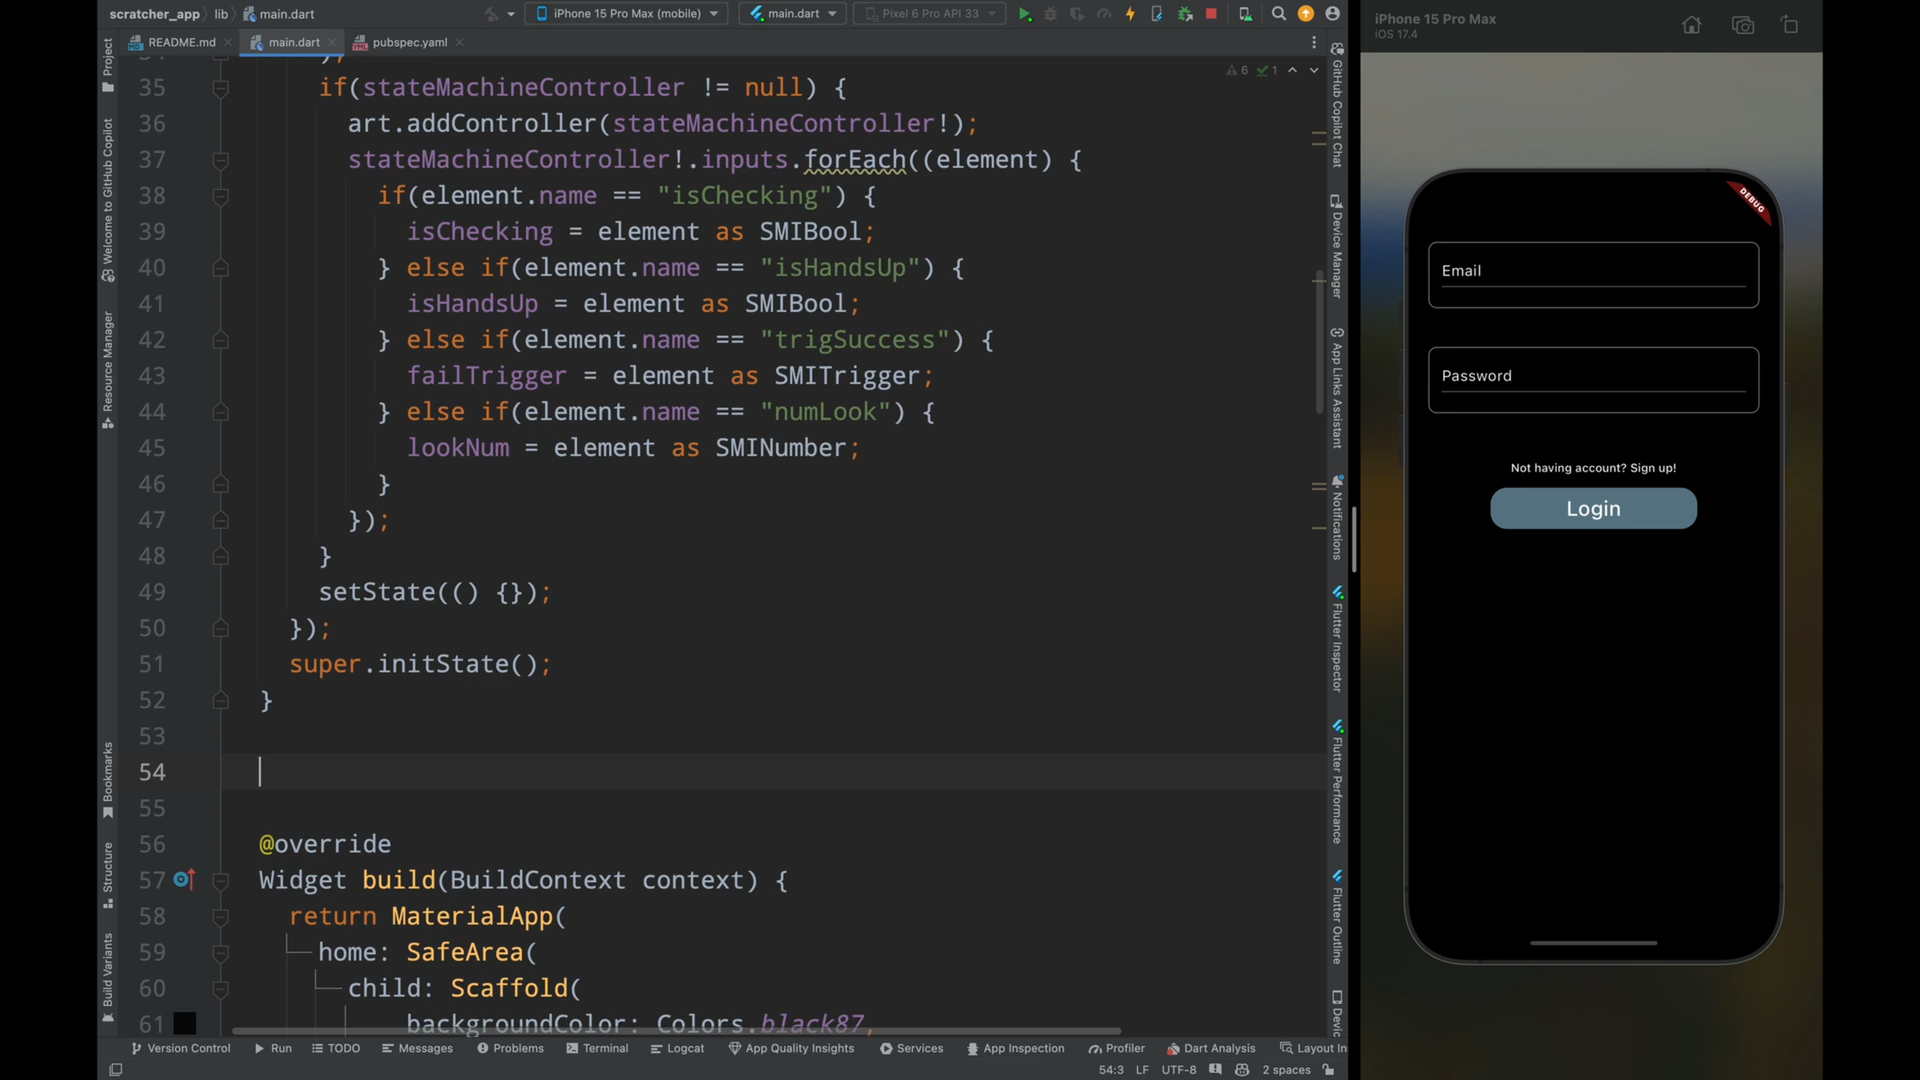 scratcher_app lib main.dart
iPhone 15 Pro Max (mobile)
main.dart
Pixel 6 Pro API 33
README.md
main.dart
pubspec.yaml
6 1
35 if(stateMachineController != null) {
36 art.addController(stateMachineController!);
37 stateMachineController!.inputs.forEach((element) {
38 if(element.name == "isChecking") {
39 isChecking = element as SMIBool;
40 } else if(element.name == "isHandsUp") {
41 isHandsUp = element as SMIBool;
42 } else if(element.name == "trigSuccess") {
43 failTrigger = element as SMITrigger;
44 } else if(element.name == "numLook") {
45 lookNum = element as SMINumber;
46 }
47 });
48 }
49 setState(() {});
50 });
51 super.initState();
52 }
53
54
55
56 @override
57 Widget build(BuildContext context) {
58 return MaterialApp(
59 home: SafeArea(
60 child: Scaffold(
61 backgroundColor: Colors.black87,
Project
Welcome to GitHub Copilot
Resource Manager
Bookmarks
Structure
Build Variants
GitHub Copilot Chat
Device Manager
App Links Assistant
Notifications
Flutter Inspector
Flutter Performance
Flutter Outline
Devic
Version Control
Run
TODO
Messages
Problems
Terminal
Logcat
App Quality Insights
Services
App Inspection
Profiler
Dart Analysis
Layout In
54:3 LF UTF-8 2 spaces
iPhone 15 Pro Max
iOS 17.4
DEBUG
Email
Password
Not having account? Sign up!
Login